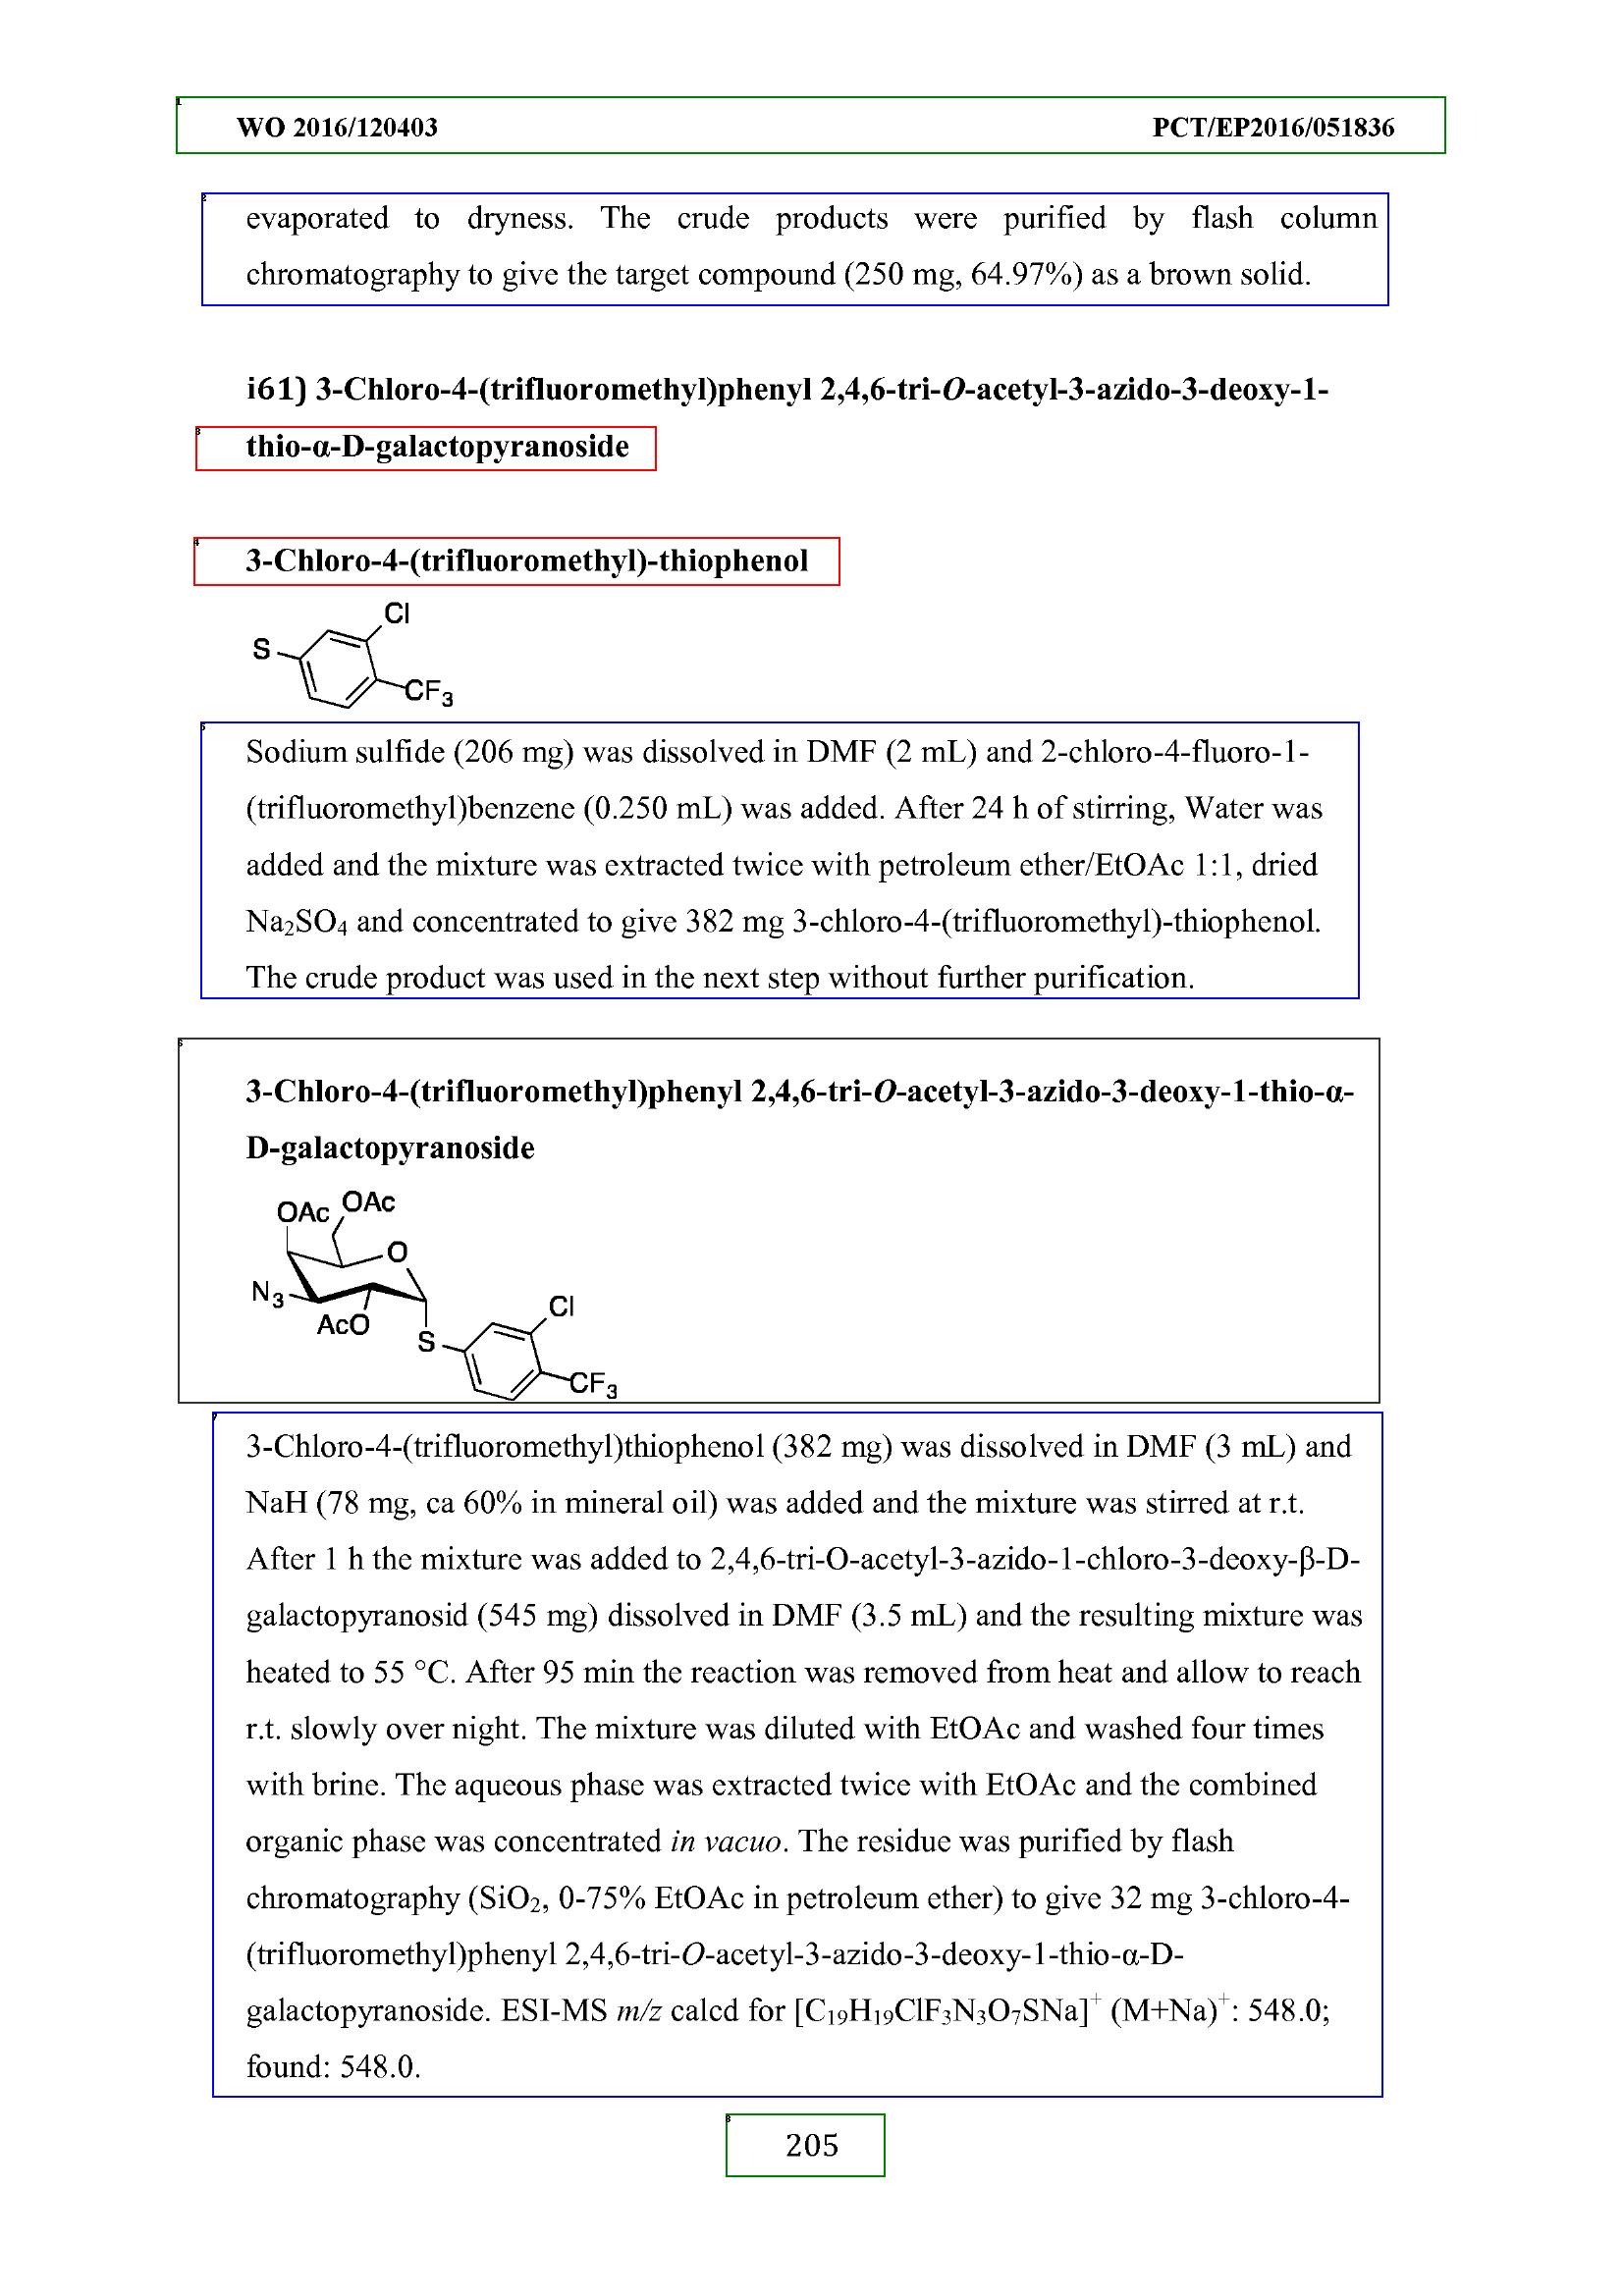 WO 2016/120403 PCT/EP2016/051836
evaporated to dryness. The crude products were purified by flash column
chromatography to give the target compound (250 mg, 64.97%) as a brown solid.
i61) 3-Chloro-4-(trifluoromethyl)phenyl 2,4,6-tri-O-acetyl-3-azido-3-deoxy-1-
thio-α-D-galactopyranoside
3-Chloro-4-(trifluoromethyl)-thiophenol
Cl
S
CF3
Sodium sulfide (206 mg) was dissolved in DMF (2 mL) and 2-chloro-4-fluoro-1-
(trifluoromethyl)benzene (0.250 mL) was added. After 24 h of stirring, Water was
added and the mixture was extracted twice with petroleum ether/EtOAc 1:1, dried
Na₂SO₄ and concentrated to give 382 mg 3-chloro-4-(trifluoromethyl)-thiophenol.
The crude product was used in the next step without further purification.
3-Chloro-4-(trifluoromethyl)phenyl 2,4,6-tri-O-acetyl-3-azido-3-deoxy-1-thio-α-
D-galactopyranoside
OAc OAc
O
N3
AcO
Cl
S
CF3
3-Chloro-4-(trifluoromethyl)thiophenol (382 mg) was dissolved in DMF (3 mL) and
NaH (78 mg, ca 60% in mineral oil) was added and the mixture was stirred at r.t.
After 1 h the mixture was added to 2,4,6-tri-O-acetyl-3-azido-1-chloro-3-deoxy-β-D-
galactopyranosid (545 mg) dissolved in DMF (3.5 mL) and the resulting mixture was
heated to 55 °C. After 95 min the reaction was removed from heat and allow to reach
r.t. slowly over night. The mixture was diluted with EtOAc and washed four times
with brine. The aqueous phase was extracted twice with EtOAc and the combined
organic phase was concentrated in vacuo. The residue was purified by flash
chromatography (SiO₂, 0-75% EtOAc in petroleum ether) to give 32 mg 3-chloro-4-
(trifluoromethyl)phenyl 2,4,6-tri-O-acetyl-3-azido-3-deoxy-1-thio-α-D-
galactopyranoside. ESI-MS m/z calcd for [C₁₉H₁₉ClF₃N₃O₇SNa]⁺ (M+Na)⁺: 548.0;
found: 548.0.
205